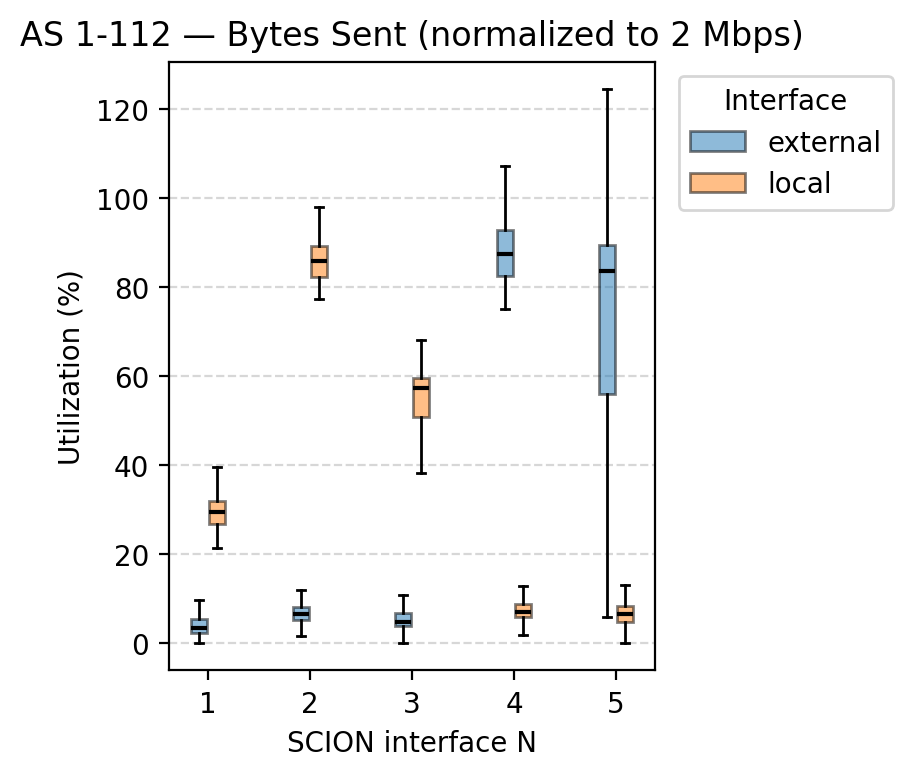 AS 1-112 — Bytes Sent (normalized to 2 Mbps)
Interface
external
local
Utilization (%)
120
100
80
60
40
20
0
1 2 3 4 5
SCION interface N